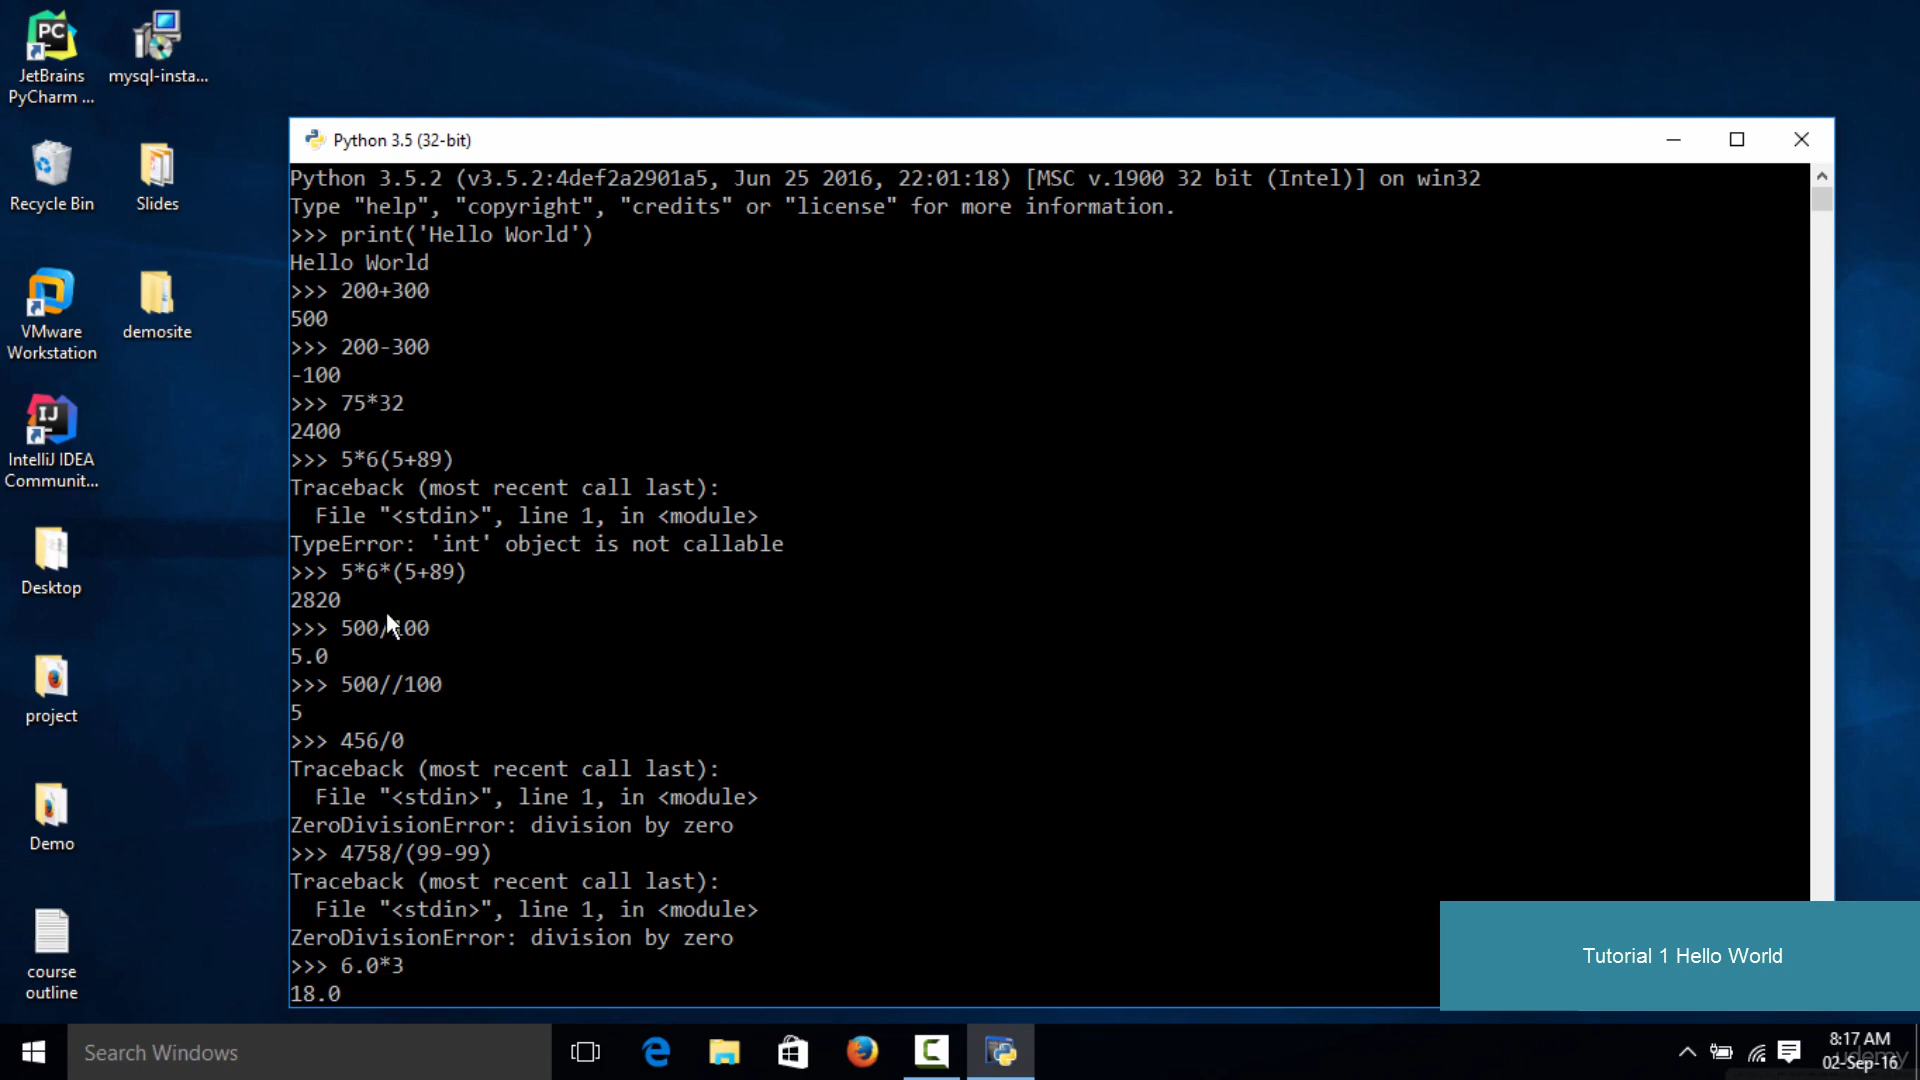 PC
JetBrains
PyCharm ...
mysql-insta...
Recycle Bin
Slides
VMware
Workstation
demosite
IJ
IntelliJ IDEA
Communit...
Desktop
project
Demo
course
outline
Python 3.5 (32-bit)
Python 3.5.2 (v3.5.2:4def2a2901a5, Jun 25 2016, 22:01:18) [MSC v.1900 32 bit (Intel)] on win32
Type "help", "copyright", "credits" or "license" for more information.
>>> print('Hello World')
Hello World
>>> 200+300
500
>>> 200-300
-100
>>> 75*32
2400
>>> 5*6(5+89)
Traceback (most recent call last):
  File "<stdin>", line 1, in <module>
TypeError: 'int' object is not callable
>>> 5*6*(5+89)
2820
>>> 500/100
5.0
>>> 500//100
5
>>> 456/0
Traceback (most recent call last):
  File "<stdin>", line 1, in <module>
ZeroDivisionError: division by zero
>>> 4758/(99-99)
Traceback (most recent call last):
  File "<stdin>", line 1, in <module>
ZeroDivisionError: division by zero
>>> 6.0*3
18.0
Tutorial 1 Hello World
Search Windows
8:17 AM
02-Sep-16
udemy